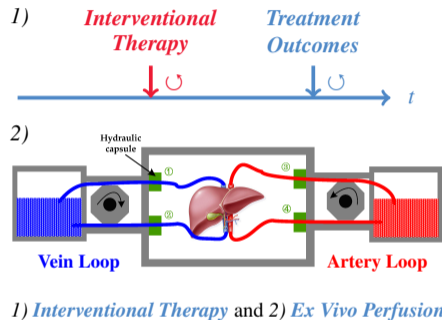 1)
Interventional Therapy
Treatment Outcomes
t
2)
Hydraulic capsule
①
③
②
④
Vein Loop
Artery Loop
1) Interventional Therapy and 2) Ex Vivo Perfusion